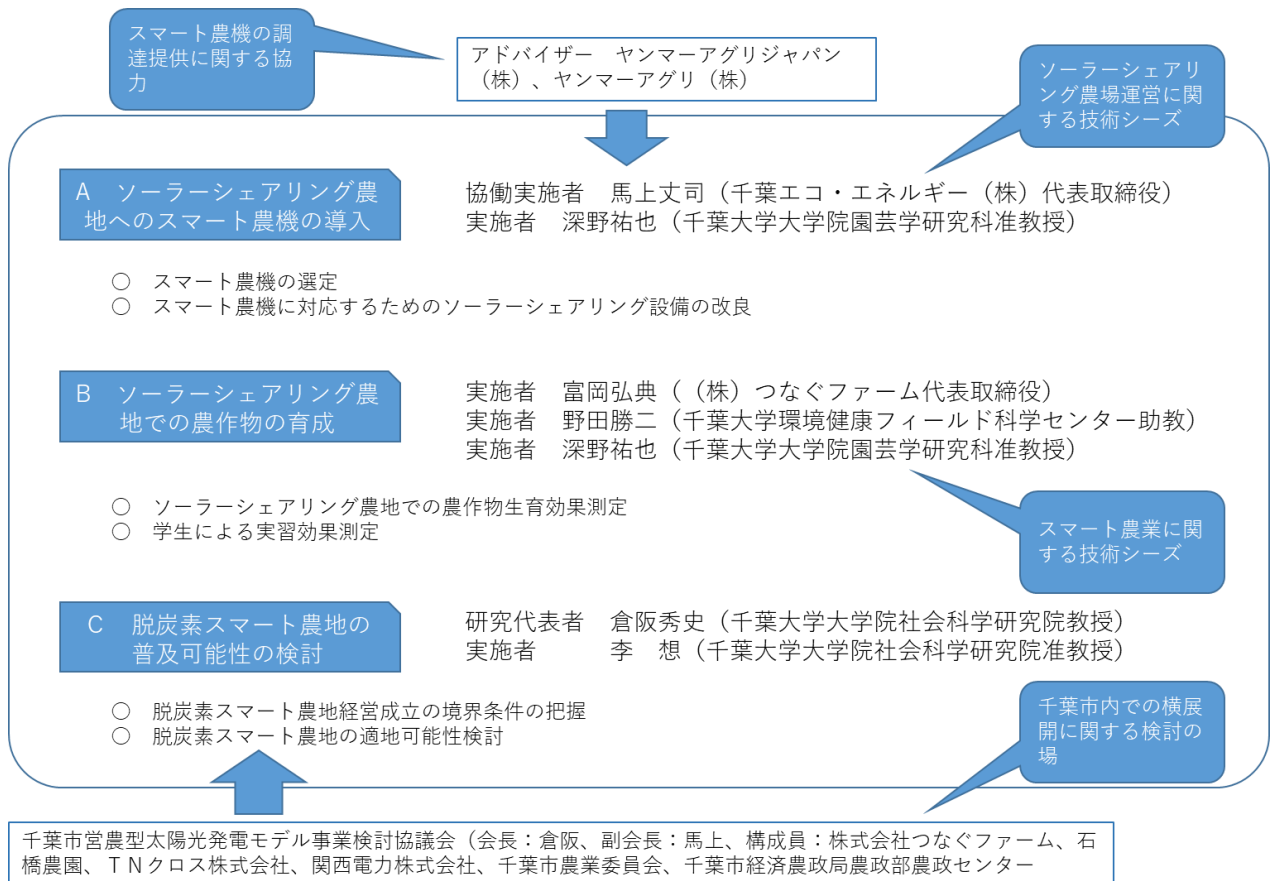 スマート農機の調
達提供に関する協
力
アドバイザー　ヤンマーアグリジャパン
（株）、ヤンマーアグリ（株）
ソーラーシェアリ
ング農場運営に関
する技術シーズ
A　ソーラーシェアリング農
地へのスマート農機の導入
協働実施者　馬上丈司（千葉エコ・エネルギー（株）代表取締役）
実施者　深野祐也（千葉大学大学院園芸学研究科准教授）
○　スマート農機の選定
○　スマート農機に対応するためのソーラーシェアリング設備の改良
B　ソーラーシェアリング農
地での農作物の育成
実施者　富岡弘典（（株）つなぐファーム代表取締役）
実施者　野田勝二（千葉大学環境健康フィールド科学センター助教）
実施者　深野祐也（千葉大学大学院園芸学研究科准教授）
○　ソーラーシェアリング農地での農作物生育効果測定
○　学生による実習効果測定
スマート農業に関
する技術シーズ
C　脱炭素スマート農地の
普及可能性の検討
研究代表者　倉阪秀史（千葉大学大学院社会科学研究院教授）
実施者　　　李　想（千葉大学大学院社会科学研究院准教授）
○　脱炭素スマート農地経営成立の境界条件の把握
○　脱炭素スマート農地の適地可能性検討
千葉市内での横展
開に関する検討の
場
千葉市営農型太陽光発電モデル事業検討協議会（会長：倉阪、副会長：馬上、構成員：株式会社つなぐファーム、石
橋農園、ＴＮクロス株式会社、関西電力株式会社、千葉市農業委員会、千葉市経済農政局農政部農政センター